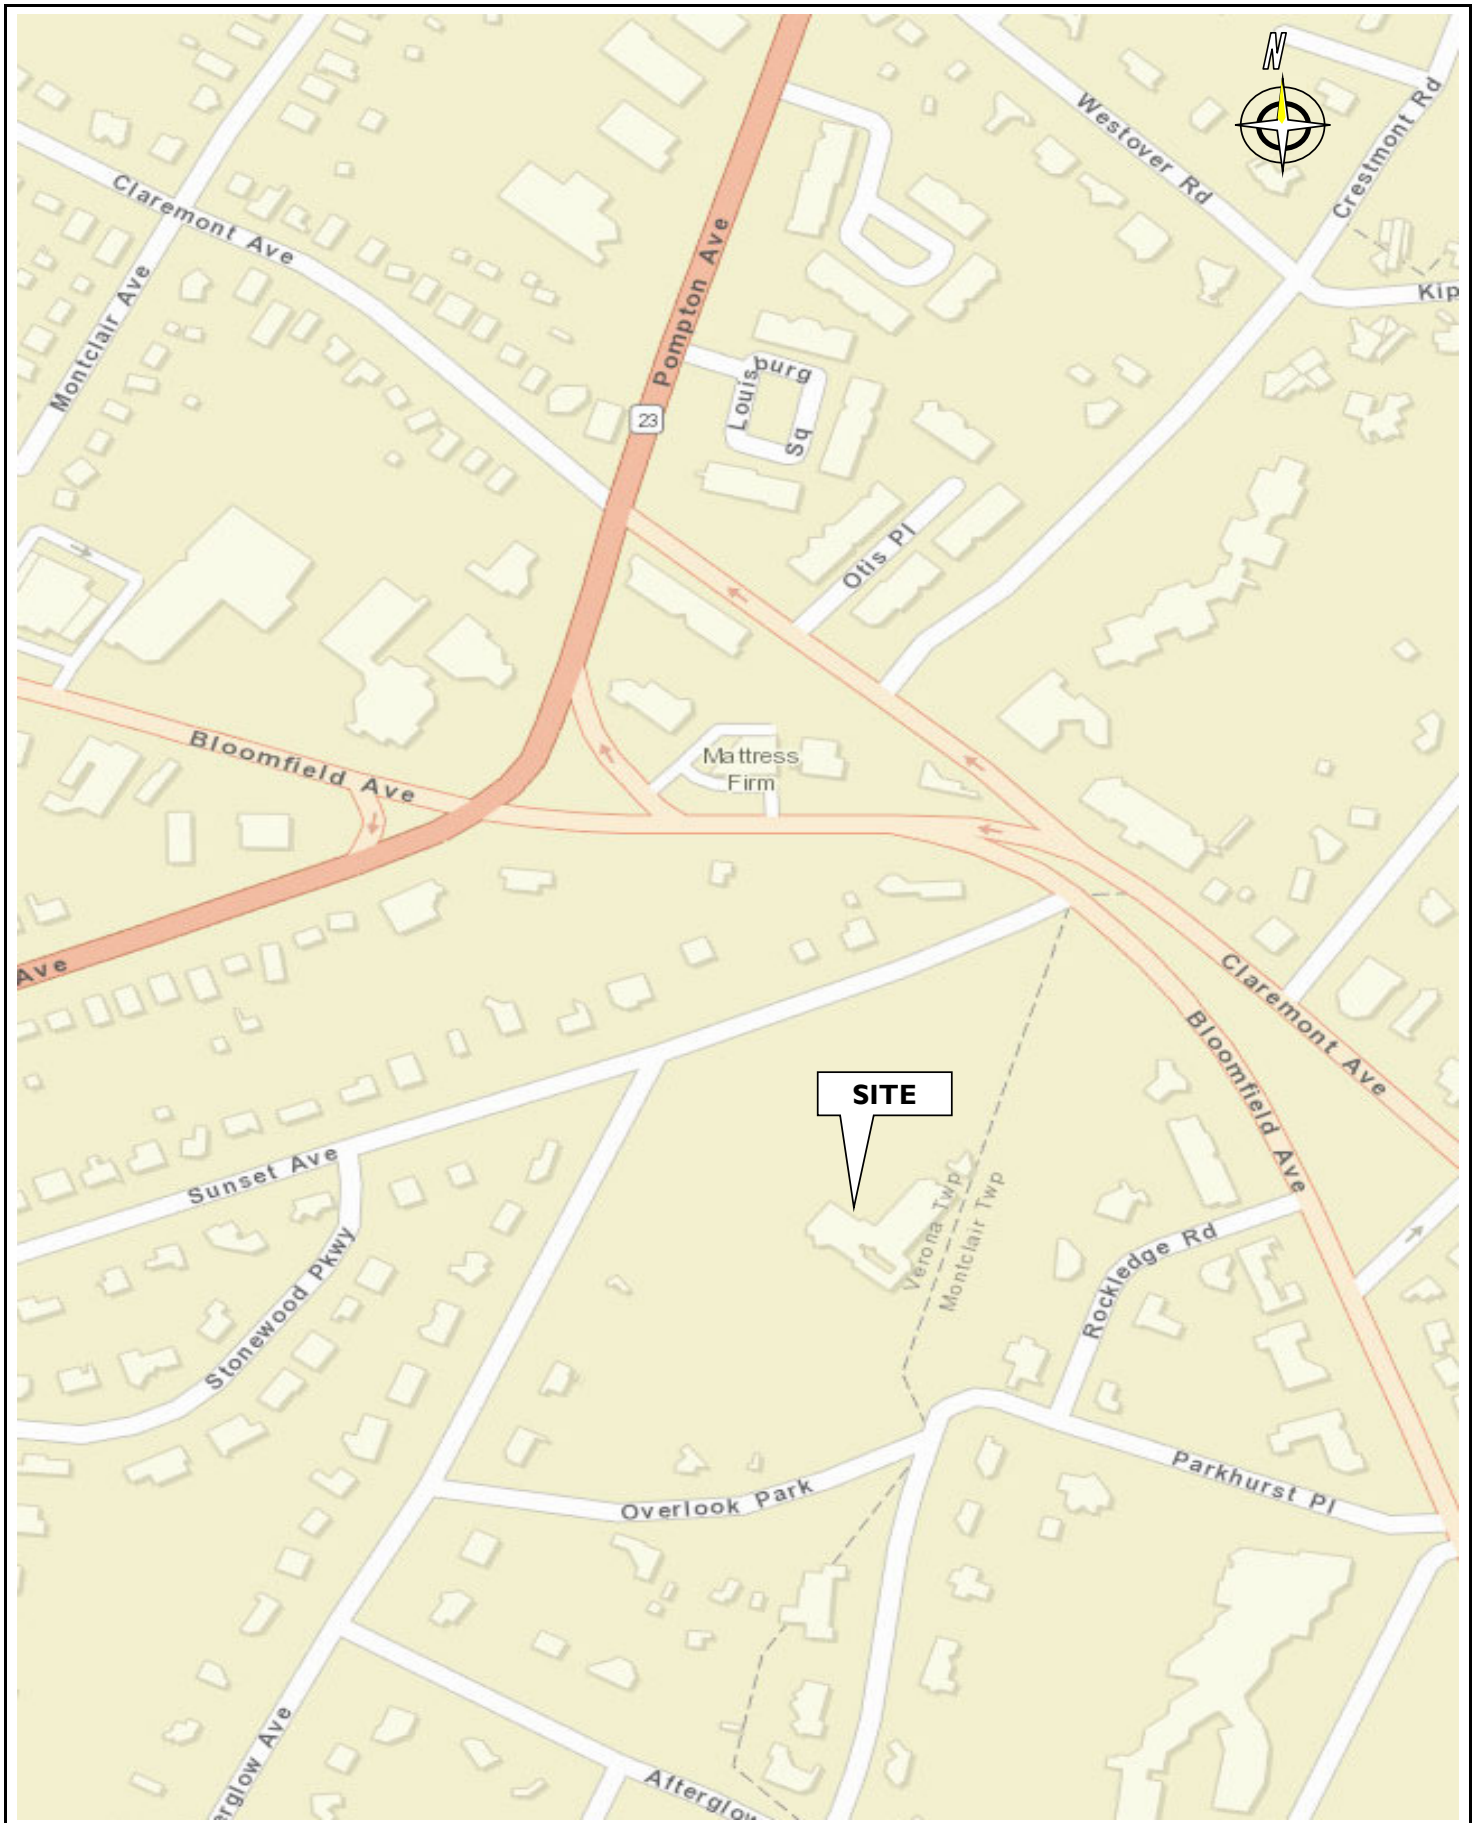 N
Westover Rd
Crestmont Rd
Claremont Ave
Montclair Ave
Pompton Ave
Kip
Louisburg
Sq
23
Otis Pl
Bloomfield Ave
Mattress
Firm
Ave
Claremont Ave
Bloomfield Ave
SITE
Sunset Ave
Verona Twp
Montclair Twp
Stonewood Pkwy
Rockledge Rd
Parkhurst Pl
Overlook Park
erglow Ave
Afterglow